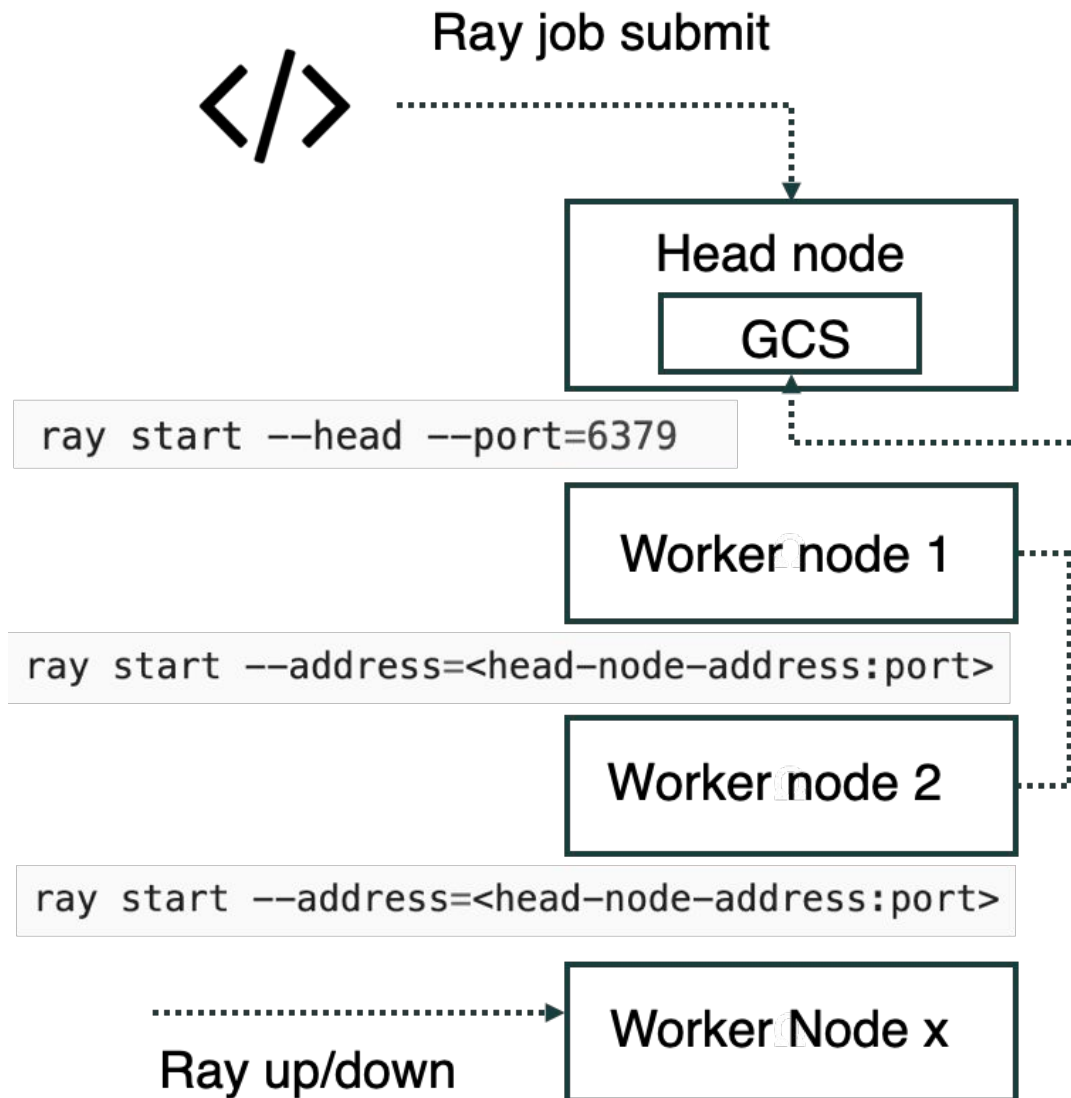 Ray job submit
</>
Head node
GCS
ray start --head --port=6379
Worker node 1
ray start --address=<head-node-address:port>
Worker node 2
ray start --address=<head-node-address:port>
Worker Node x
Ray up/down